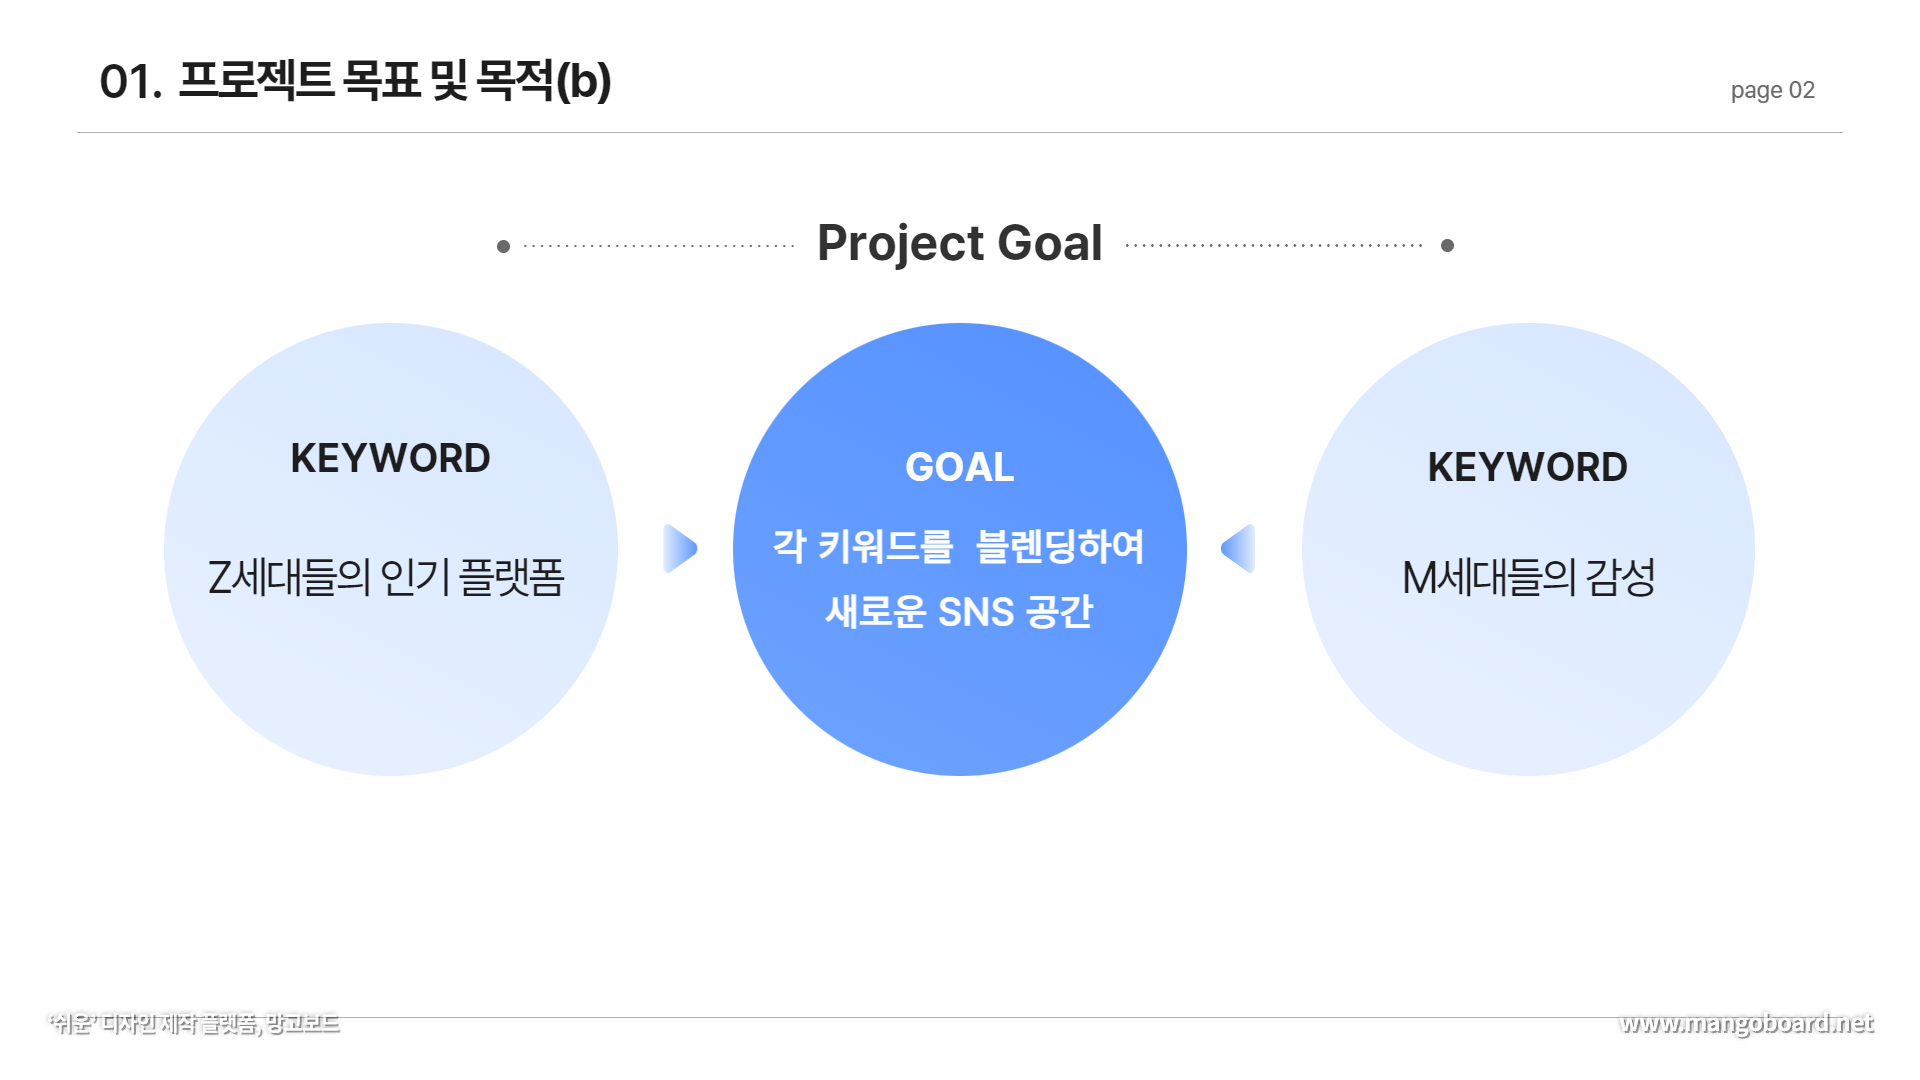 01. 프로젝트 목표 및 목적(b)
page 02
Project Goal
KEYWORD
Z세대들의 인기 플랫폼
GOAL
각 키워드를 블렌딩하여
새로운 SNS 공간
KEYWORD
M세대들의 감성
‘쉬운’ 디자인 제작 플랫폼, 망고보드
www.mangoboard.net